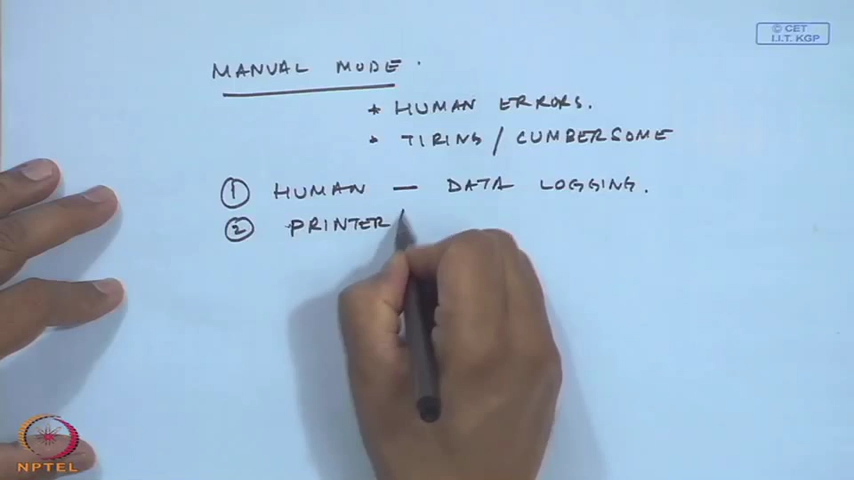 © CET
I.I.T. KGP
MANUAL MODE.
* HUMAN ERRORS.
* TIRING / CUMBERSOME
① HUMAN — DATA LOGGING.
② PRINTER
NPTEL